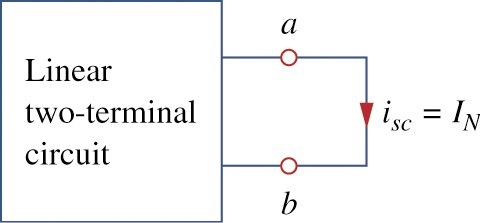 a
Linear
two-terminal
circuit
i_sc = I_N
b